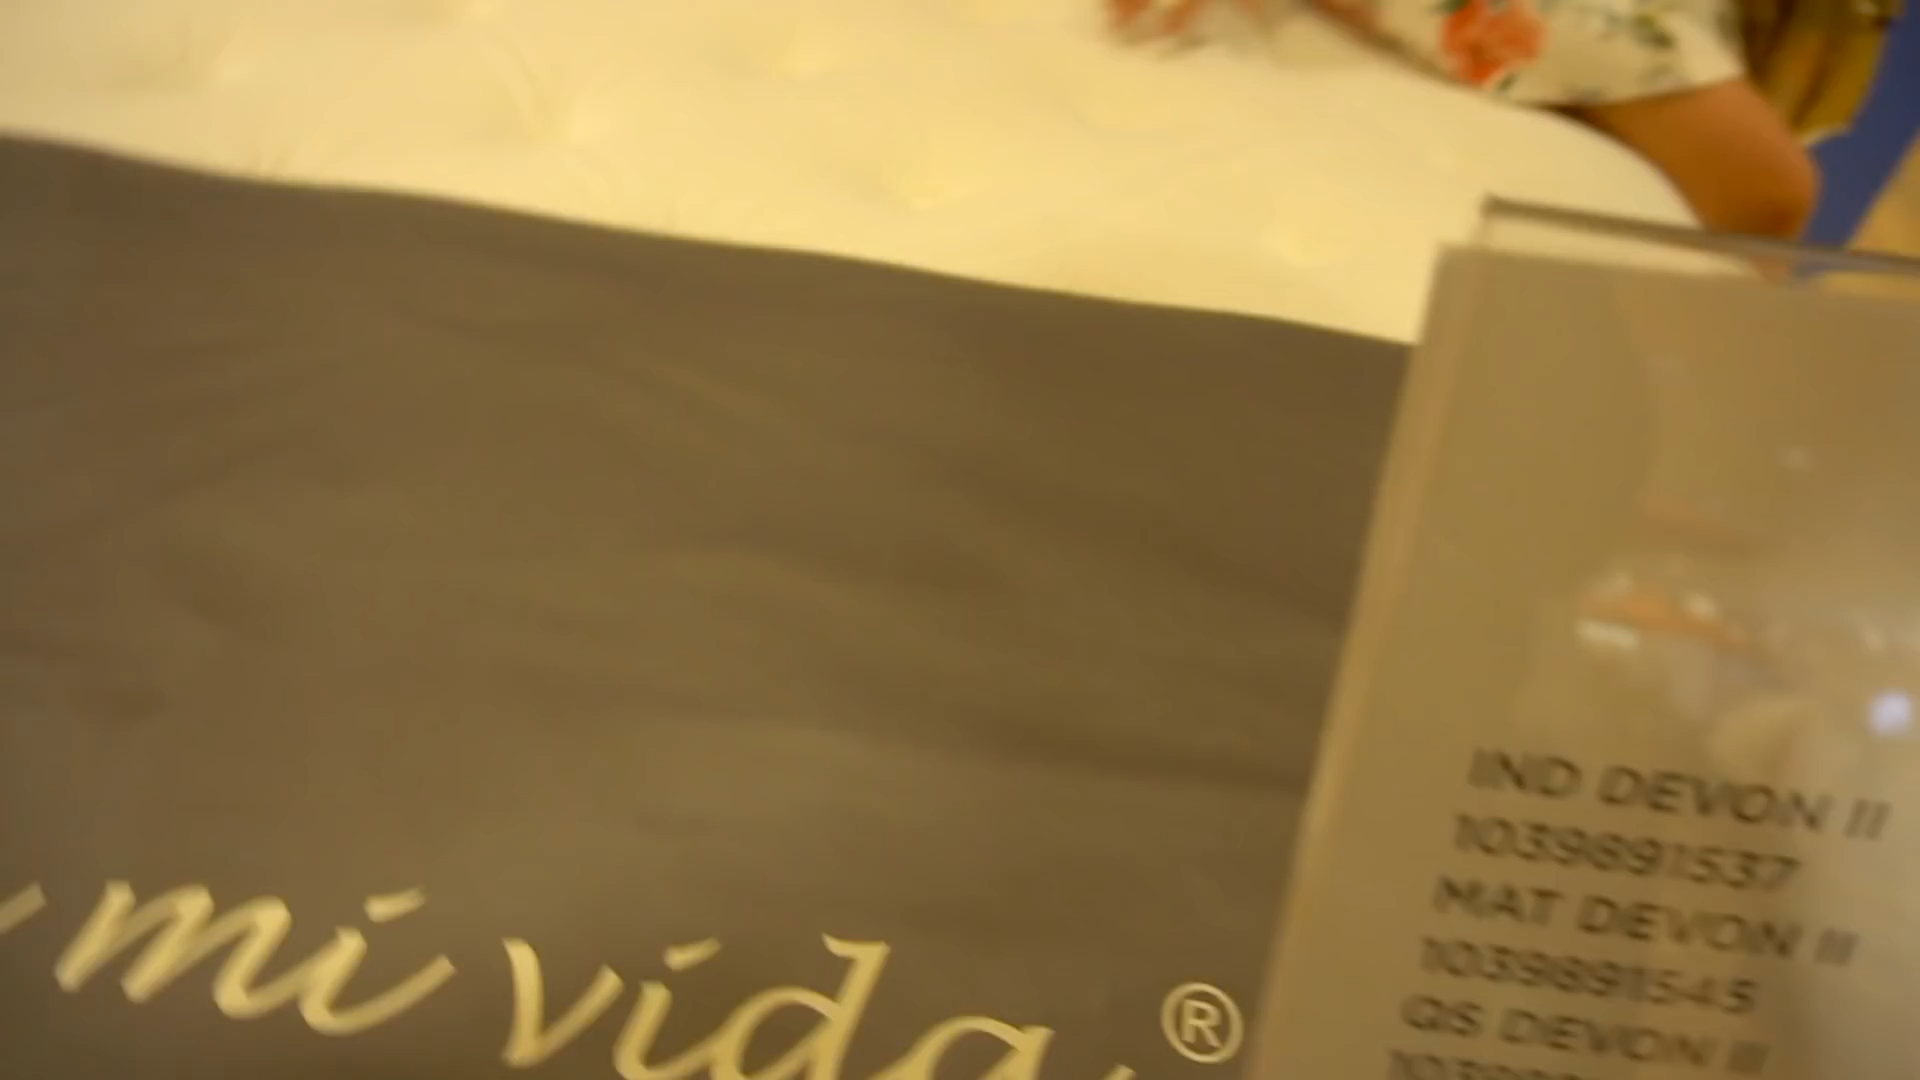 mi vida ®
IND DEVON II
1039891537
MAT DEVON II
1039891545
QS DEVON II